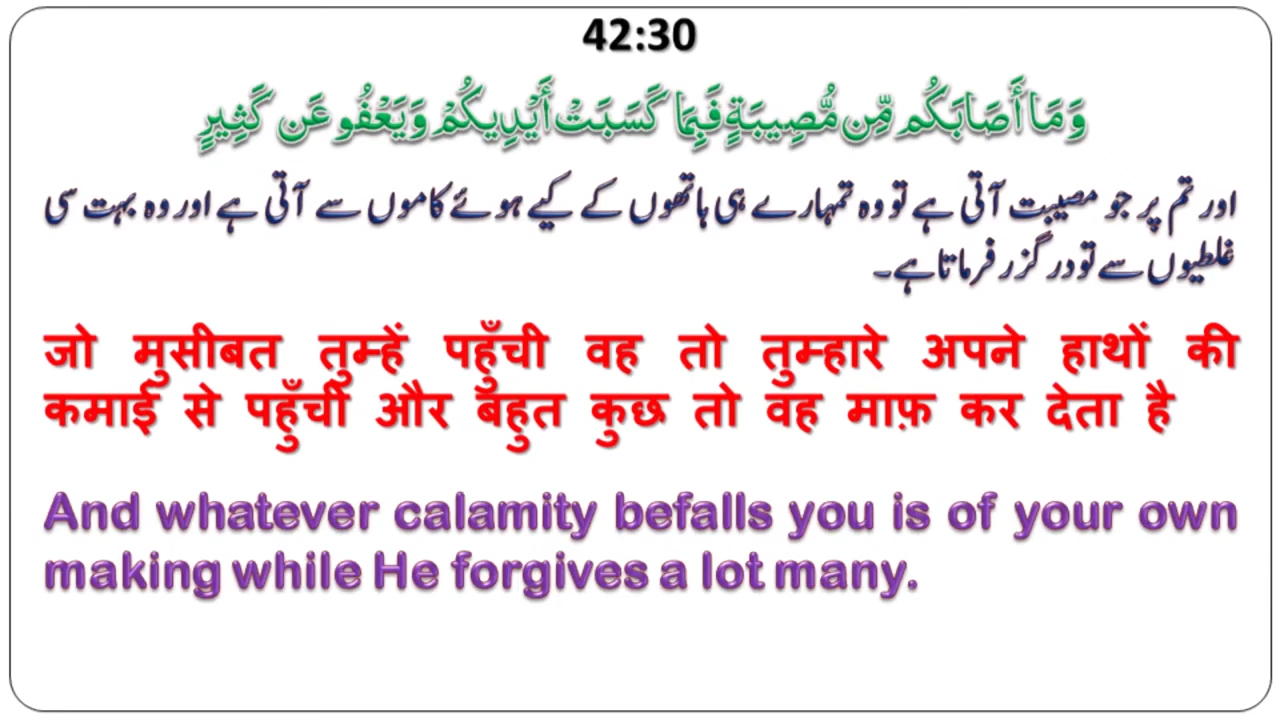 42:30
وَمَا أَصَابَكُم مِّن مُّصِيبَةٍ فَبِمَا كَسَبَتْ أَيْدِيكُمْ وَيَعْفُو عَن كَثِيرٍ
اور تم پر جو مصیبت آتی ہے تو وہ تمہارے ہی ہاتھوں کے کیے ہوئے کاموں سے آتی ہے اور وہ بہت سی
غلطیوں سے تو درگزر فرماتا ہے۔
जो मुसीबत तुम्हें पहुँची वह तो तुम्हारे अपने हाथों की
कमाई से पहुँची और बहुत कुछ तो वह माफ़ कर देता है
And whatever calamity befalls you is of your own
making while He forgives a lot many.